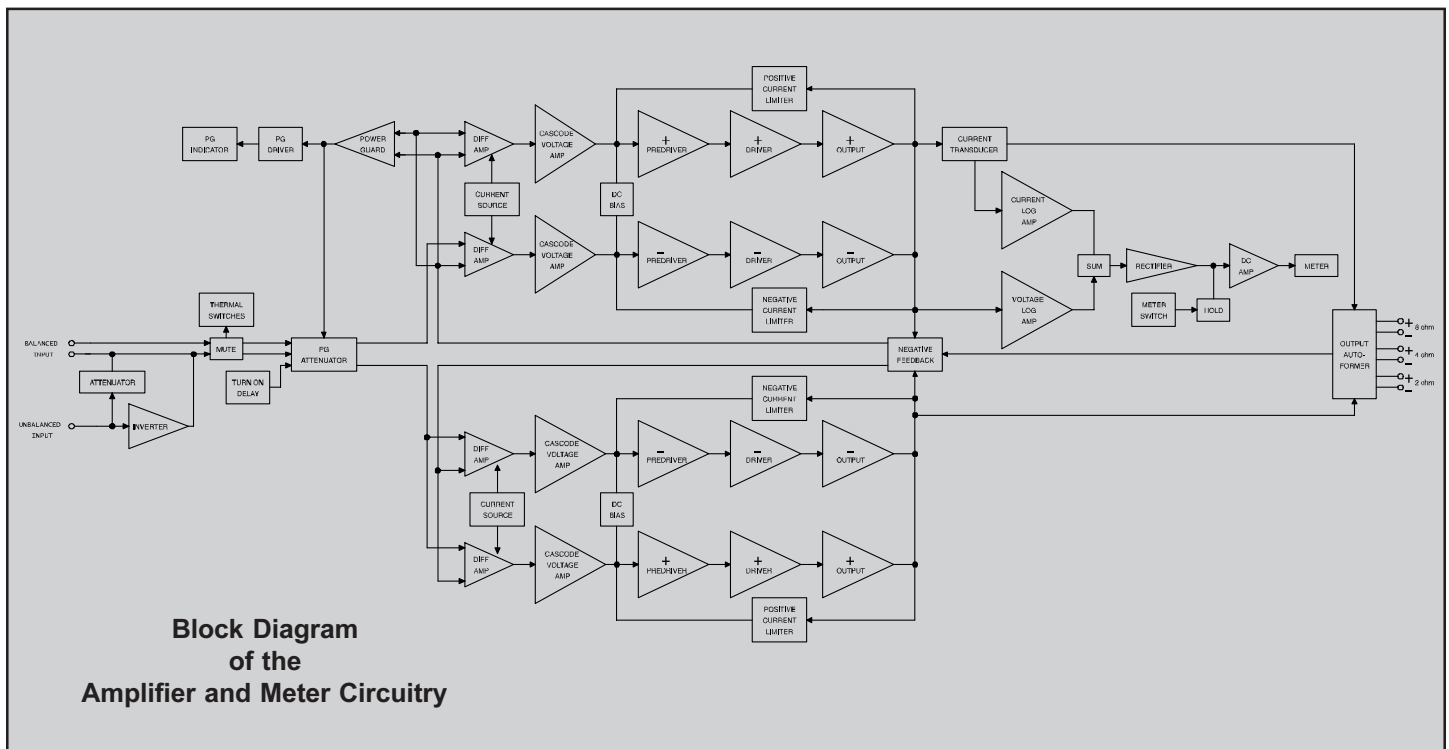 POSITIVE
CURRENT
LIMITER
PG
INDICATOR
PG
DRIVER
POWER
GUARD
DIFF
AMP
CASCODE
VOLTAGE
AMP
+
PREDRIVER
+
DRIVER
+
OUTPUT
CURRENT
TRANSDUCER
CURRENT
SOURCE
DC
BIAS
CURRENT
LOG
AMP
DIFF
AMP
CASCODE
VOLTAGE
AMP
−
PREDRIVER
−
DRIVER
−
OUTPUT
SUM
RECTIFIER
DC
AMP
METER
THERMAL
SWITCHES
NEGATIVE
CURRENT
LIMITER
VOLTAGE
LOG
AMP
METER
SWITCH
HOLD
BALANCED
INPUT
+
−
MUTE
PG
ATTENUATOR
NEGATIVE
FEEDBACK
OUTPUT
AUTO-
FORMER
+
− 8 ohm
+
− 4 ohm
+
− 2 ohm
ATTENUATOR
TURN ON
DELAY
UNBALANCED
INPUT
INVERTER
NEGATIVE
CURRENT
LIMITER
DIFF
AMP
CASCODE
VOLTAGE
AMP
−
PREDRIVER
−
DRIVER
−
OUTPUT
CURRENT
SOURCE
DC
BIAS
DIFF
AMP
CASCODE
VOLTAGE
AMP
+
PREDRIVER
+
DRIVER
+
OUTPUT
POSITIVE
CURRENT
LIMITER
Block Diagram
of the
Amplifier and Meter Circuitry